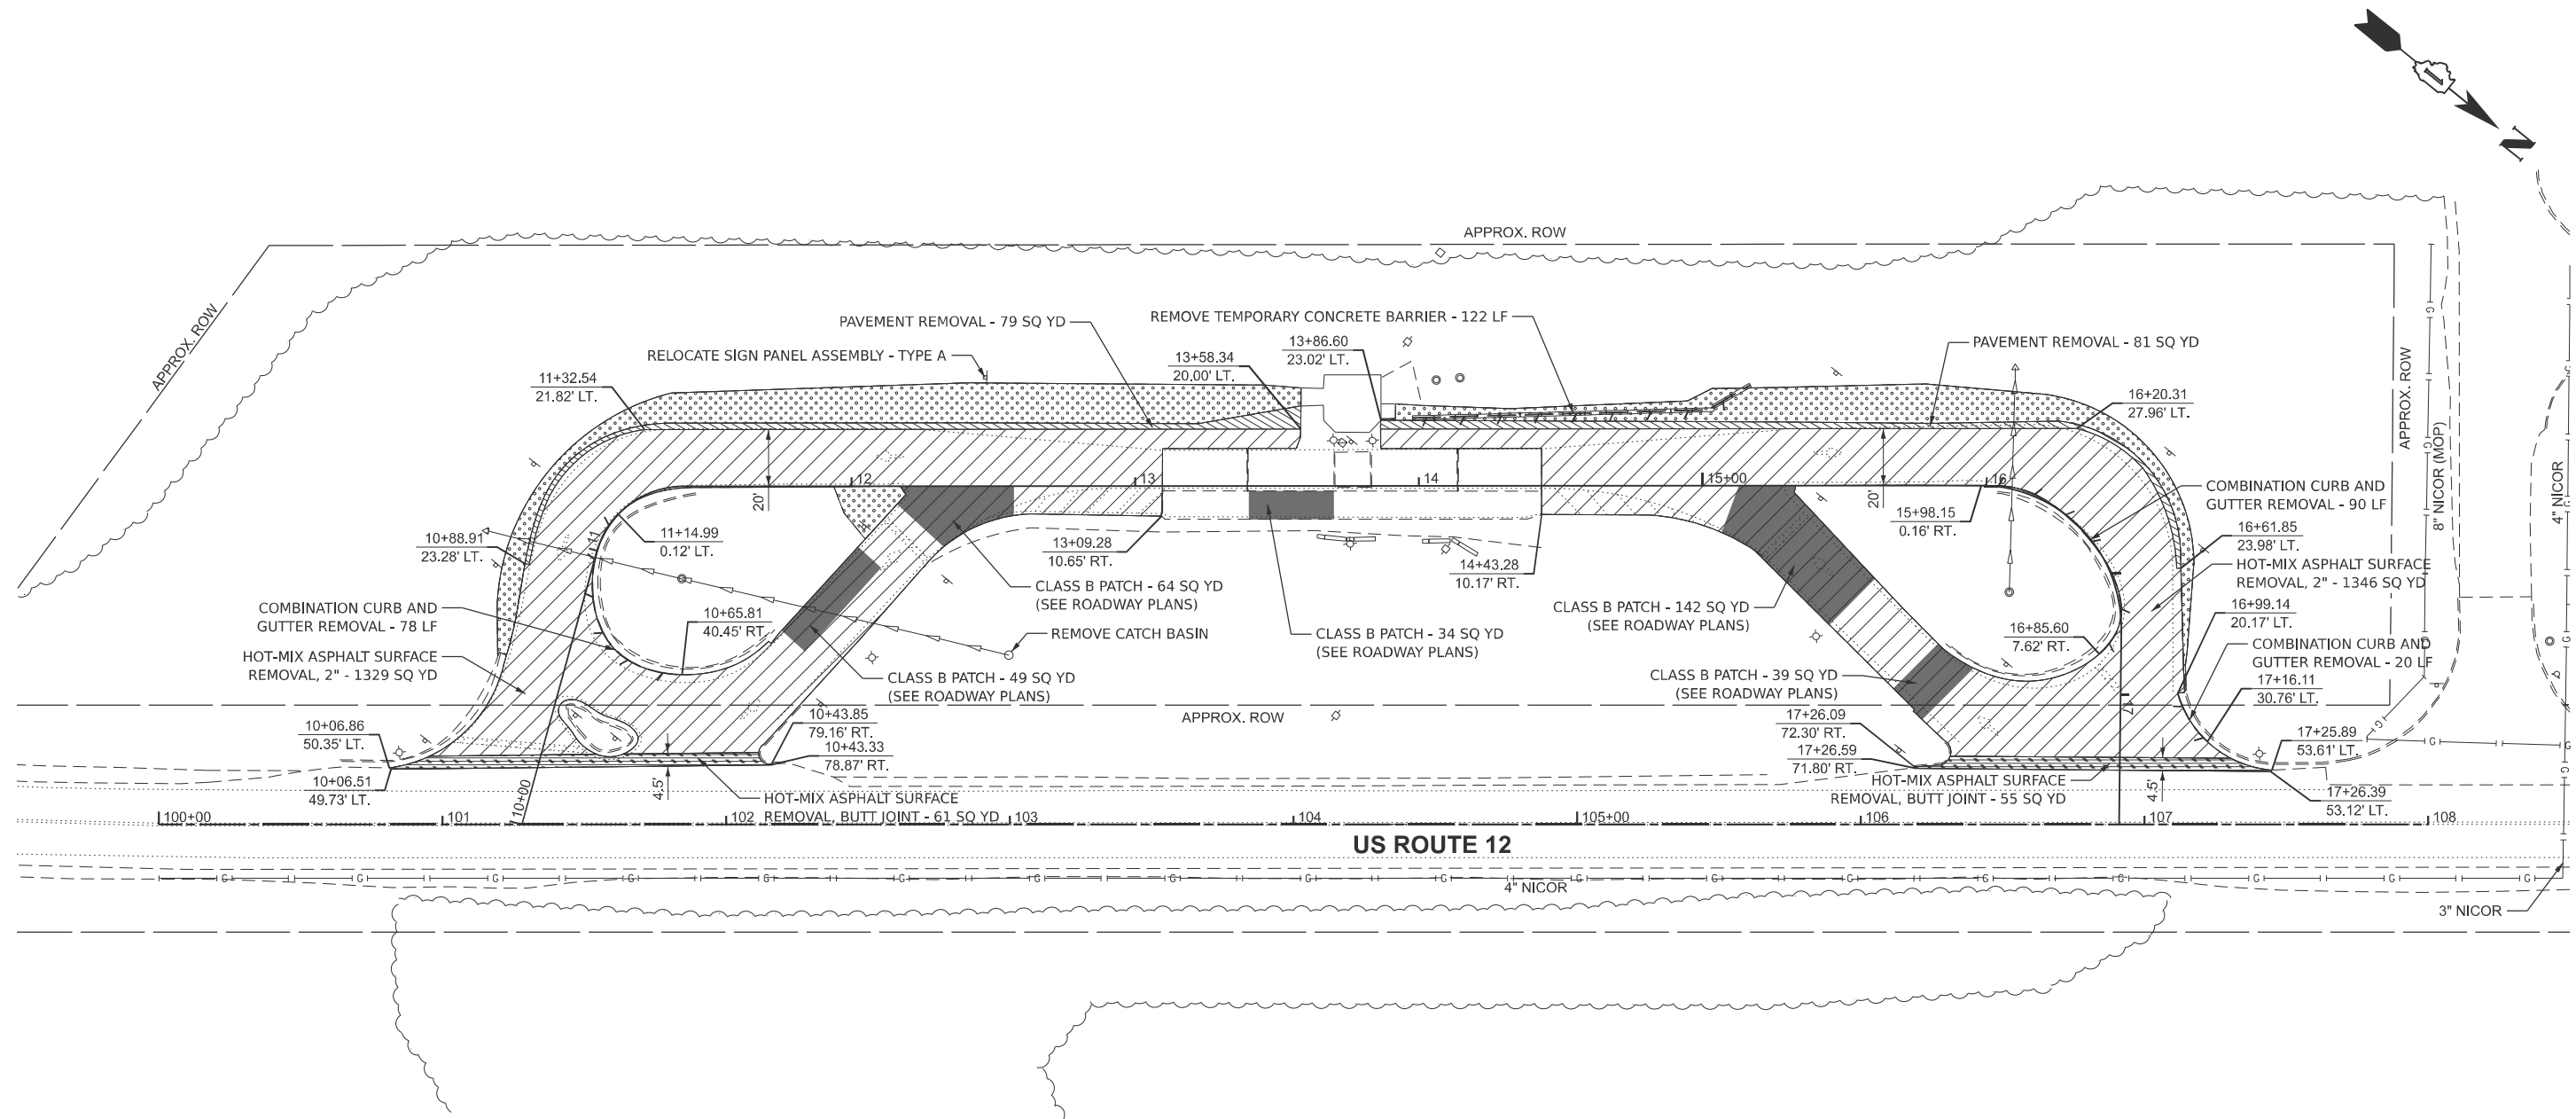 N
APPROX. ROW
APPROX. ROW
PAVEMENT REMOVAL - 79 SQ YD
REMOVE TEMPORARY CONCRETE BARRIER - 122 LF
RELOCATE SIGN PANEL ASSEMBLY - TYPE A
13+58.34
20.00' LT.
13+86.60
23.02' LT.
PAVEMENT REMOVAL - 81 SQ YD
11+32.54
21.82' LT.
16+20.31
27.96' LT.
APPROX. ROW
8" NICOR (MOP)
4" NICOR
20'
12
13
14
15+00
16
20'
COMBINATION CURB AND
GUTTER REMOVAL - 90 LF
11
11+14.99
0.12' LT.
10+88.91
23.28' LT.
13+09.28
10.65' RT.
14+43.28
10.17' RT.
15+98.15
0.16' RT.
16+61.85
23.98' LT.
HOT-MIX ASPHALT SURFACE
REMOVAL, 2" - 1346 SQ YD
CLASS B PATCH - 64 SQ YD
(SEE ROADWAY PLANS)
CLASS B PATCH - 142 SQ YD
(SEE ROADWAY PLANS)
COMBINATION CURB AND
GUTTER REMOVAL - 78 LF
10+65.81
40.45' RT.
REMOVE CATCH BASIN
CLASS B PATCH - 34 SQ YD
(SEE ROADWAY PLANS)
16+85.60
7.62' RT.
16+99.14
20.17' LT.
COMBINATION CURB AND
GUTTER REMOVAL - 20 LF
HOT-MIX ASPHALT SURFACE
REMOVAL, 2" - 1329 SQ YD
CLASS B PATCH - 49 SQ YD
(SEE ROADWAY PLANS)
CLASS B PATCH - 39 SQ YD
(SEE ROADWAY PLANS)
17+16.11
30.76' LT.
17
10+06.86
50.35' LT.
10+43.85
79.16' RT.
10+43.33
78.87' RT.
APPROX. ROW
17+26.09
72.30' RT.
17+26.59
71.80' RT.
17+25.89
53.61' LT.
10+06.51
49.73' LT.
4.5'
HOT-MIX ASPHALT SURFACE
REMOVAL, BUTT JOINT - 61 SQ YD
HOT-MIX ASPHALT SURFACE
REMOVAL, BUTT JOINT - 55 SQ YD
4.5'
17+26.39
53.12' LT.
100+00
101
110+00
102
103
104
105+00
106
107
108
US ROUTE 12
G G G G G G G G G G G G G G G G G G
4" NICOR
3" NICOR